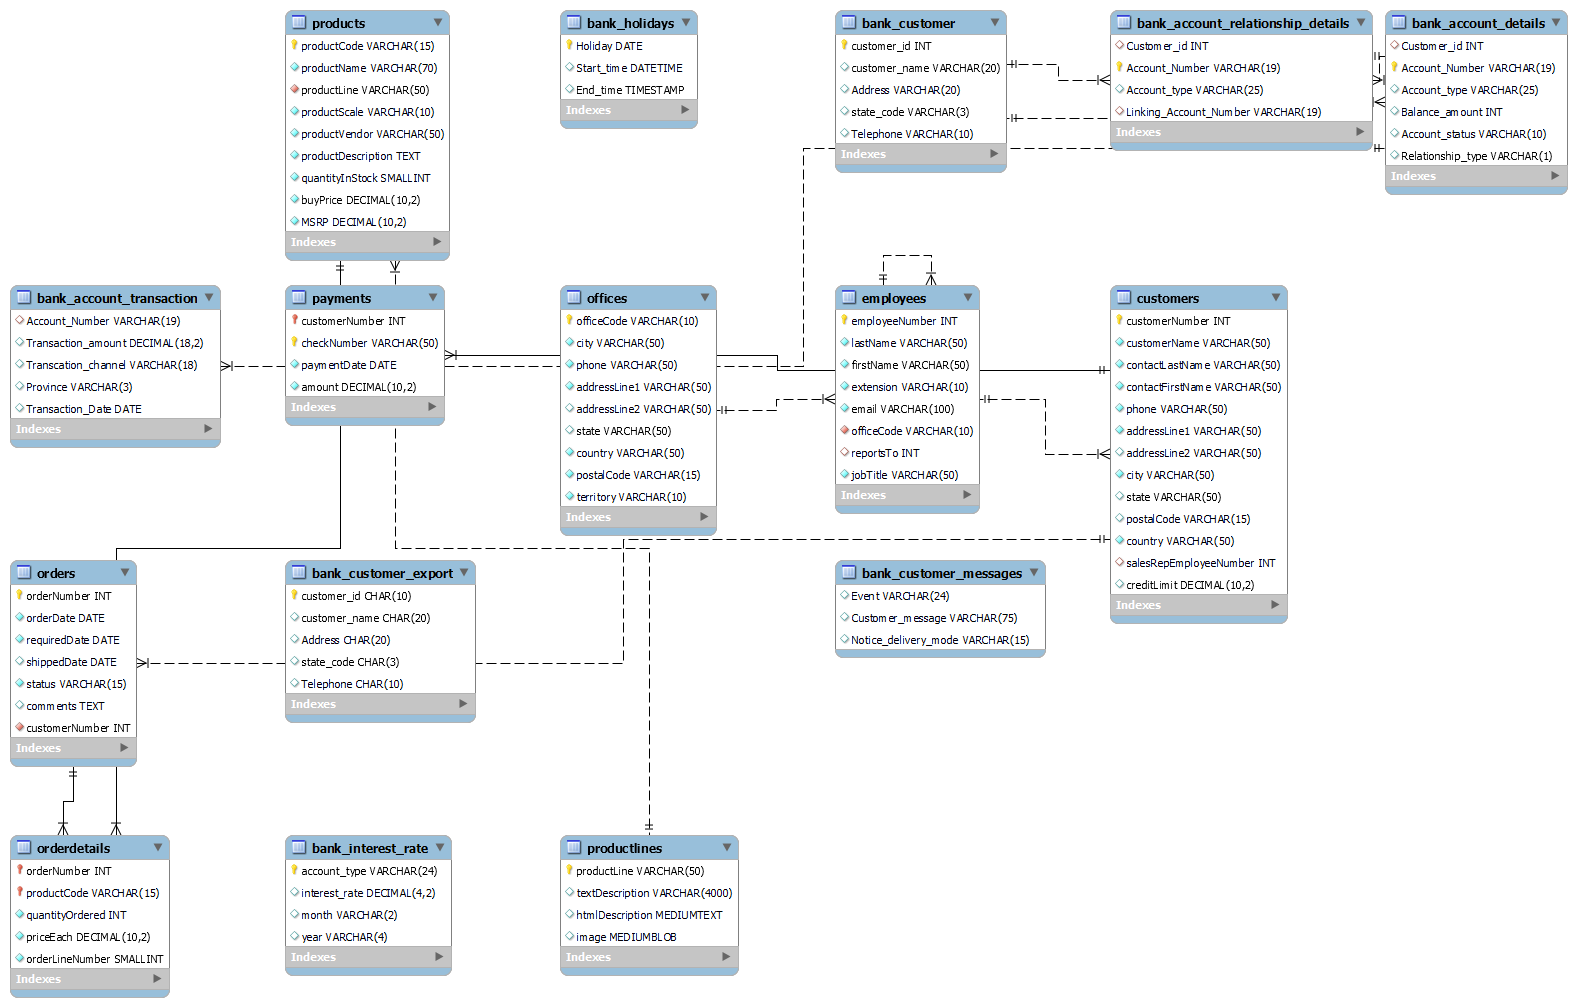 products
productCode VARCHAR(15)
productName VARCHAR(70)
productLine VARCHAR(50)
productScale VARCHAR(10)
productVendor VARCHAR(50)
productDescription TEXT
quantityInStock SMALLINT
buyPrice DECIMAL(10,2)
MSRP DECIMAL(10,2)
Indexes
bank_holidays
Holiday DATE
Start_time DATETIME
End_time TIMESTAMP
Indexes
bank_customer
customer_id INT
customer_name VARCHAR(20)
Address VARCHAR(20)
state_code VARCHAR(3)
Telephone VARCHAR(10)
Indexes
bank_account_relationship_details
Customer_id INT
Account_Number VARCHAR(19)
Account_type VARCHAR(25)
Linking_Account_Number VARCHAR(19)
Indexes
bank_account_details
Customer_id INT
Account_Number VARCHAR(19)
Account_type VARCHAR(25)
Balance_amount INT
Account_status VARCHAR(10)
Relationship_type VARCHAR(1)
Indexes
bank_account_transaction
Account_Number VARCHAR(19)
Transaction_amount DECIMAL(18,2)
Transcation_channel VARCHAR(18)
Province VARCHAR(3)
Transaction_Date DATE
Indexes
payments
customerNumber INT
checkNumber VARCHAR(50)
paymentDate DATE
amount DECIMAL(10,2)
Indexes
offices
officeCode VARCHAR(10)
city VARCHAR(50)
phone VARCHAR(50)
addressLine1 VARCHAR(50)
addressLine2 VARCHAR(50)
state VARCHAR(50)
country VARCHAR(50)
postalCode VARCHAR(15)
territory VARCHAR(10)
Indexes
employees
employeeNumber INT
lastName VARCHAR(50)
firstName VARCHAR(50)
extension VARCHAR(10)
email VARCHAR(100)
officeCode VARCHAR(10)
reportsTo INT
jobTitle VARCHAR(50)
Indexes
customers
customerNumber INT
customerName VARCHAR(50)
contactLastName VARCHAR(50)
contactFirstName VARCHAR(50)
phone VARCHAR(50)
addressLine1 VARCHAR(50)
addressLine2 VARCHAR(50)
city VARCHAR(50)
state VARCHAR(50)
postalCode VARCHAR(15)
country VARCHAR(50)
salesRepEmployeeNumber INT
creditLimit DECIMAL(10,2)
Indexes
orders
orderNumber INT
orderDate DATE
requiredDate DATE
shippedDate DATE
status VARCHAR(15)
comments TEXT
customerNumber INT
Indexes
bank_customer_export
customer_id CHAR(10)
customer_name CHAR(20)
Address CHAR(20)
state_code CHAR(3)
Telephone CHAR(10)
Indexes
bank_customer_messages
Event VARCHAR(24)
Customer_message VARCHAR(75)
Notice_delivery_mode VARCHAR(15)
orderdetails
orderNumber INT
productCode VARCHAR(15)
quantityOrdered INT
priceEach DECIMAL(10,2)
orderLineNumber SMALLINT
Indexes
bank_interest_rate
account_type VARCHAR(24)
interest_rate DECIMAL(4,2)
month VARCHAR(2)
year VARCHAR(4)
Indexes
productlines
productLine VARCHAR(50)
textDescription VARCHAR(4000)
htmlDescription MEDIUMTEXT
image MEDIUMBLOB
Indexes